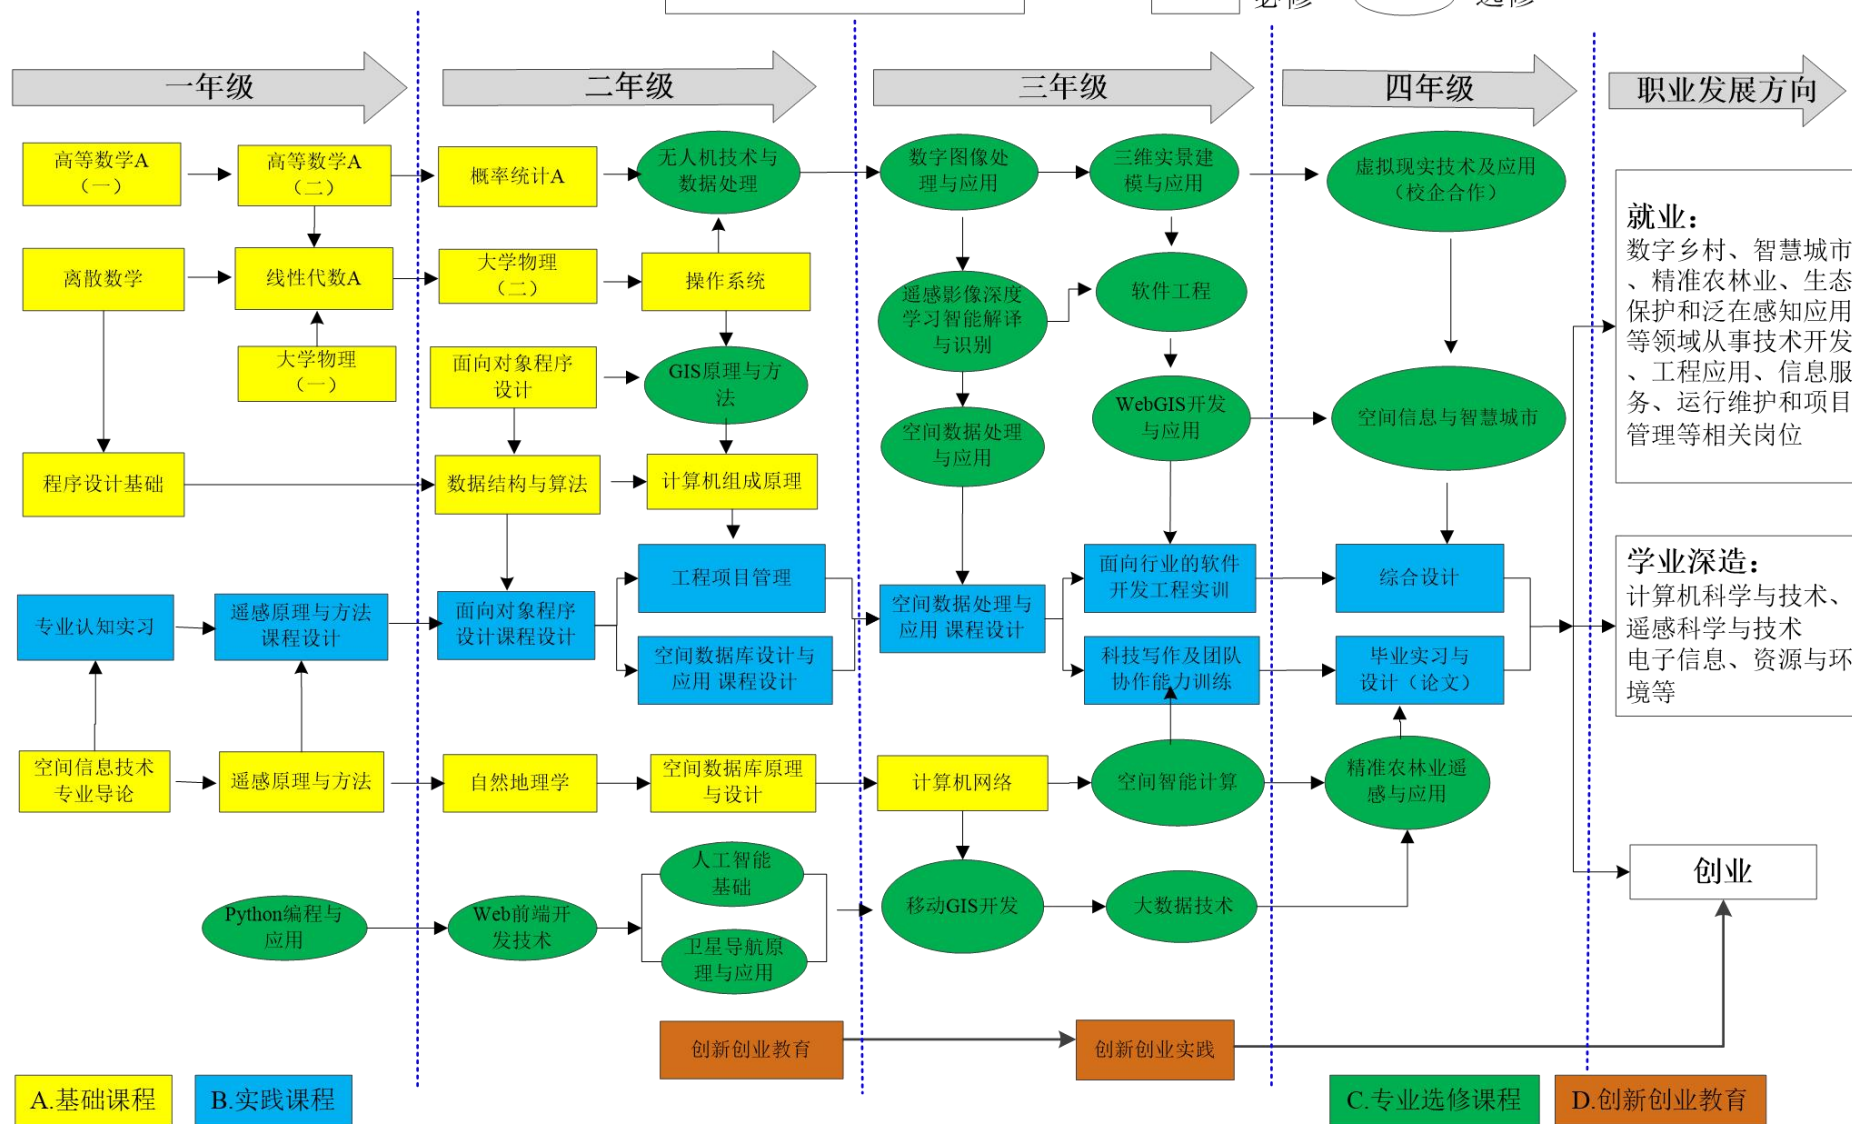 必修
选修
一年级
二年级
三年级
四年级
职业发展方向
高等数学A
（一）
高等数学A
（二）
概率统计A
无人机技术与
数据处理
数字图像处
理与应用
三维实景建
模与应用
虚拟现实技术及应用
（校企合作）
离散数学
线性代数A
大学物理
（二）
操作系统
遥感影像深度
学习智能解译
与识别
软件工程
大学物理
（一）
面向对象程序
设计
GIS原理与方
法
空间数据处理
与应用
WebGIS开发
与应用
空间信息与智慧城市
程序设计基础
数据结构与算法
计算机组成原理
就业：
数字乡村、智慧城市
、精准农林业、生态
保护和泛在感知应用
等领域从事技术开发
、工程应用、信息服
务、运行维护和项目
管理等相关岗位
专业认知实习
遥感原理与方法
课程设计
面向对象程序
设计课程设计
工程项目管理
空间数据库设计与
应用 课程设计
空间数据处理与
应用 课程设计
面向行业的软件
开发工程实训
科技写作及团队
协作能力训练
综合设计
毕业实习与
设计（论文）
学业深造：
计算机科学与技术、
遥感科学与技术
电子信息、资源与环
境等
空间信息技术
专业导论
遥感原理与方法
自然地理学
空间数据库原理
与设计
计算机网络
空间智能计算
精准农林业遥
感与应用
Python编程与
应用
Web前端开
发技术
人工智能
基础
卫星导航原
理与应用
移动GIS开发
大数据技术
创业
创新创业教育
创新创业实践
A.基础课程
B.实践课程
C.专业选修课程
D.创新创业教育